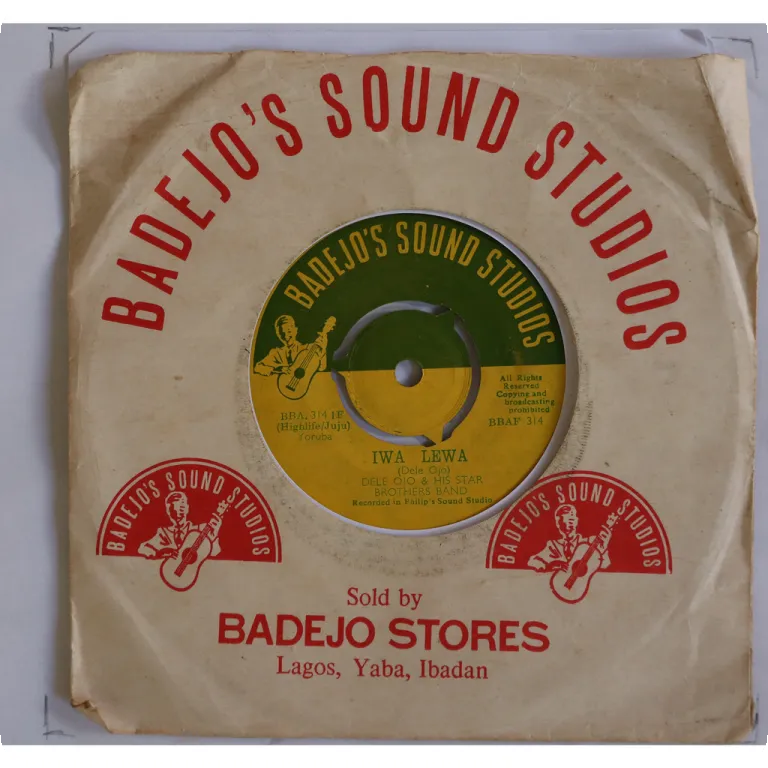 BADEJO'S SOUND STUDIOS
BADEJO'S SOUND STUDIOS
All Rights
Reserved
Copying and
broadcasting
prohibited
BBAF 314
BBA. 314 1F
(Highlife/Juju)
Yoruba
IWA LEWA
(Dele Ojo)
DELE OJO & HIS STAR
BROTHERS BAND
Recorded in Philip's Sound Studio
BADEJO'S SOUND STUDIOS
BADEJO'S SOUND STUDIOS
Sold by
BADEJO STORES
Lagos, Yaba, Ibadan